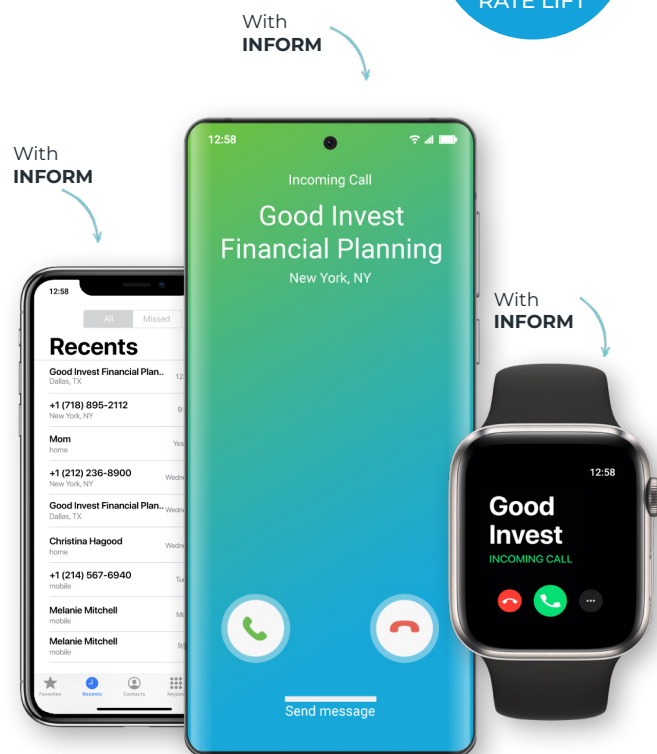 RATE LIFT
With
INFORM
With
INFORM
With
INFORM
12:58
Incoming Call
Good Invest
Financial Planning
New York, NY
Send message
12:58
All Missed
Recents
Good Invest Financial Plan..
Dallas, TX
+1 (718) 895-2112
New York, NY
Mom
home
+1 (212) 236-8900
New York, NY
Good Invest Financial Plan..
Dallas, TX
Christina Hagood
home
+1 (214) 567-6940
mobile
Melanie Mitchell
mobile
Melanie Mitchell
mobile
Favorites Recents Contacts
12:58
Good
Invest
INCOMING CALL